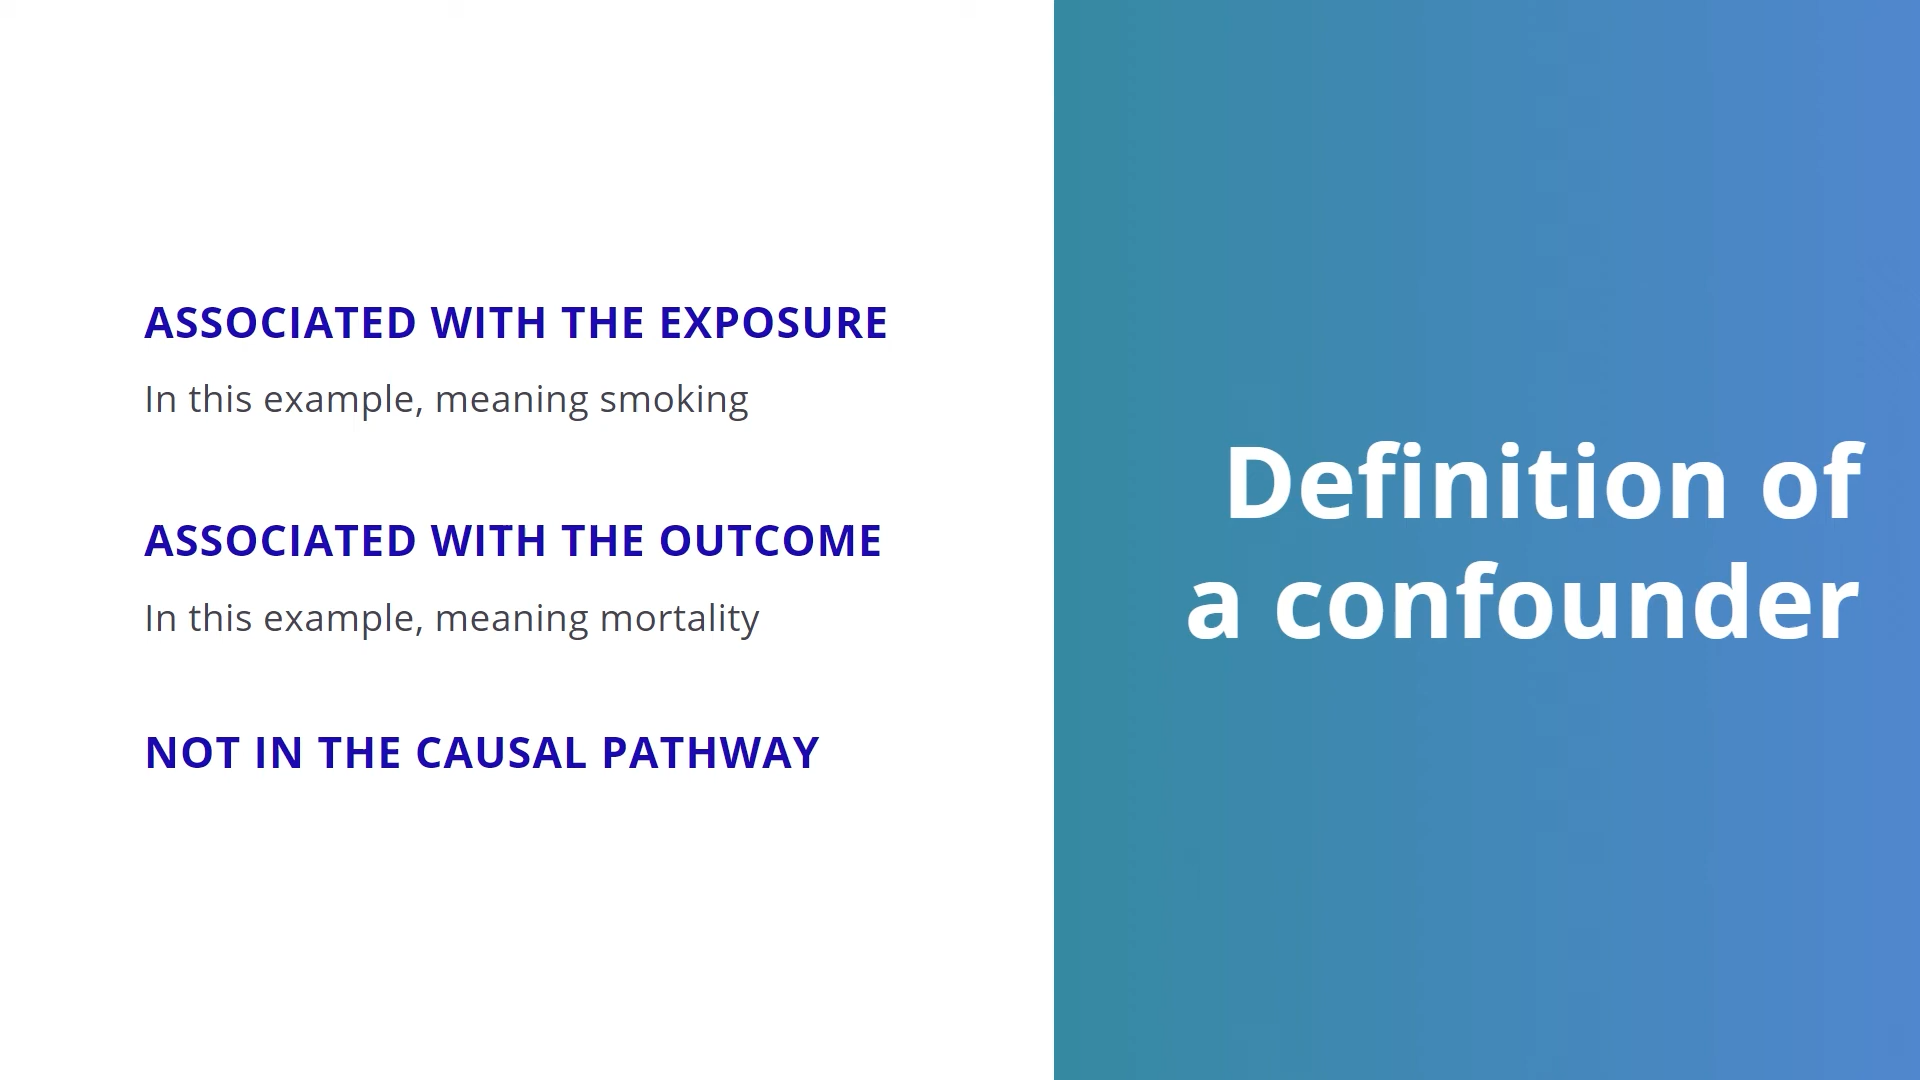 ASSOCIATED WITH THE EXPOSURE
In this example, meaning smoking
ASSOCIATED WITH THE OUTCOME
In this example, meaning mortality
NOT IN THE CAUSAL PATHWAY
Definition of
a confounder